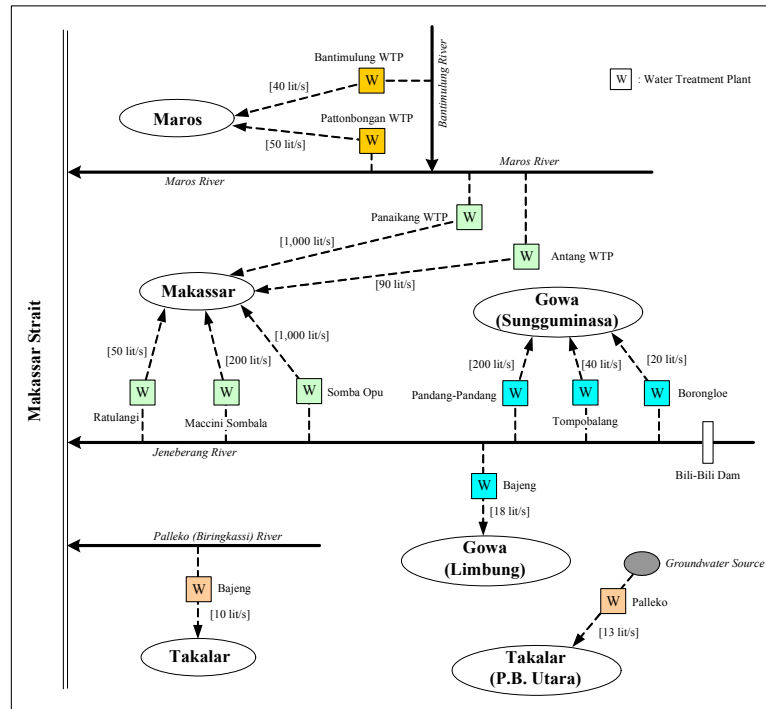 Bantimulung WTP
W
[40 lit/s]
Maros
Pattonbongan WTP
[50 lit/s]
W
Bantimulung River
W
: Water Treatment Plant
Maros River
Maros River
Panaikang WTP
W
[1,000 lit/s]
W
Antang WTP
[90 lit/s]
Makassar
Gowa
(Sungguminasa)
Makassar Strait
[50 lit/s]
[200 lit/s]
[1,000 lit/s]
[200 lit/s]
[40 lit/s]
[20 lit/s]
W
Ratulangi
W
Maccini Sombala
W
Somba Opu
Pandang-Pandang
W
W
Tompobalang
W
Borongloe
Jeneberang River
Bili-Bili Dam
W
Bajeng
[18 lit/s]
Gowa
(Limbung)
Palleko (Biringkassi) River
W
Bajeng
[10 lit/s]
Takalar
Groundwater Source
W
Palleko
[13 lit/s]
Takalar
(P.B. Utara)